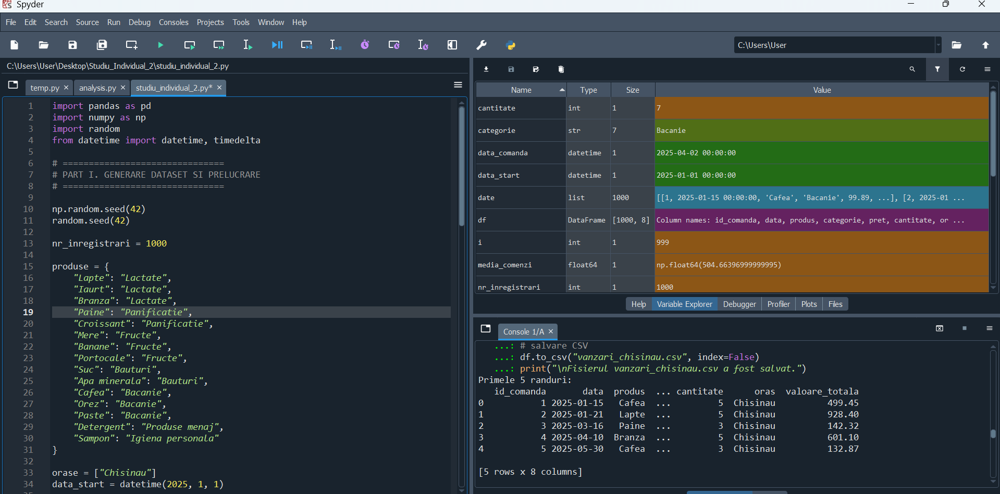 Spyder
File Edit Search Source Run Debug Consoles Projects Tools Window Help
C:\Users\User
C:\Users\User\Desktop\Studiu_Individual_2\studiu_individual_2.py
temp.py analysis.py studiu_individual_2.py*
1 import pandas as pd
2 import numpy as np
3 import random
4 from datetime import datetime, timedelta
5
6 # ===============================
7 # PART I. GENERARE DATASET SI PRELUCRARE
8 # ===============================
9
10 np.random.seed(42)
11 random.seed(42)
12
13 nr_inregistrari = 1000
14
15 produse = {
16 "Lapte": "Lactate",
17 "Iaurt": "Lactate",
18 "Branza": "Lactate",
19 "Paine": "Panificatie",
20 "Croissant": "Panificatie",
21 "Mere": "Fructe",
22 "Banane": "Fructe",
23 "Portocale": "Fructe",
24 "Suc": "Bauturi",
25 "Apa minerala": "Bauturi",
26 "Cafea": "Bacanie",
27 "Orez": "Bacanie",
28 "Paste": "Bacanie",
29 "Detergent": "Produse menaj",
30 "Sampon": "Igiena personala"
31 }
32
33 orase = ["Chisinau"]
34 data_start = datetime(2025, 1, 1)
Name Type Size Value
cantitate int 1 7
categorie str 7 Bacanie
data_comanda datetime 1 2025-04-02 00:00:00
data_start datetime 1 2025-01-01 00:00:00
date list 1000 [[1, 2025-01-15 00:00:00, 'Cafea', 'Bacanie', 99.89, ...], [2, 2025-01 ...
df DataFrame [1000, 8] Column names: id_comanda, data, produs, categorie, pret, cantitate, or ...
i int 1 999
media_comenzi float64 1 np.float64(504.66396999999995)
nr_inregistrari int 1 1000
Help Variable Explorer Debugger Profiler Plots Files
Console 1/A
...: # salvare CSV
...: df.to_csv("vanzari_chisinau.csv", index=False)
...: print("\nFisierul vanzari_chisinau.csv a fost salvat.")
Primele 5 randuri:
id_comanda data produs ... cantitate oras valoare_totala
0 1 2025-01-15 Cafea ... 5 Chisinau 499.45
1 2 2025-01-21 Lapte ... 5 Chisinau 928.40
2 3 2025-03-16 Paine ... 3 Chisinau 142.32
3 4 2025-04-10 Branza ... 5 Chisinau 601.10
4 5 2025-05-30 Cafea ... 3 Chisinau 132.87
[5 rows x 8 columns]